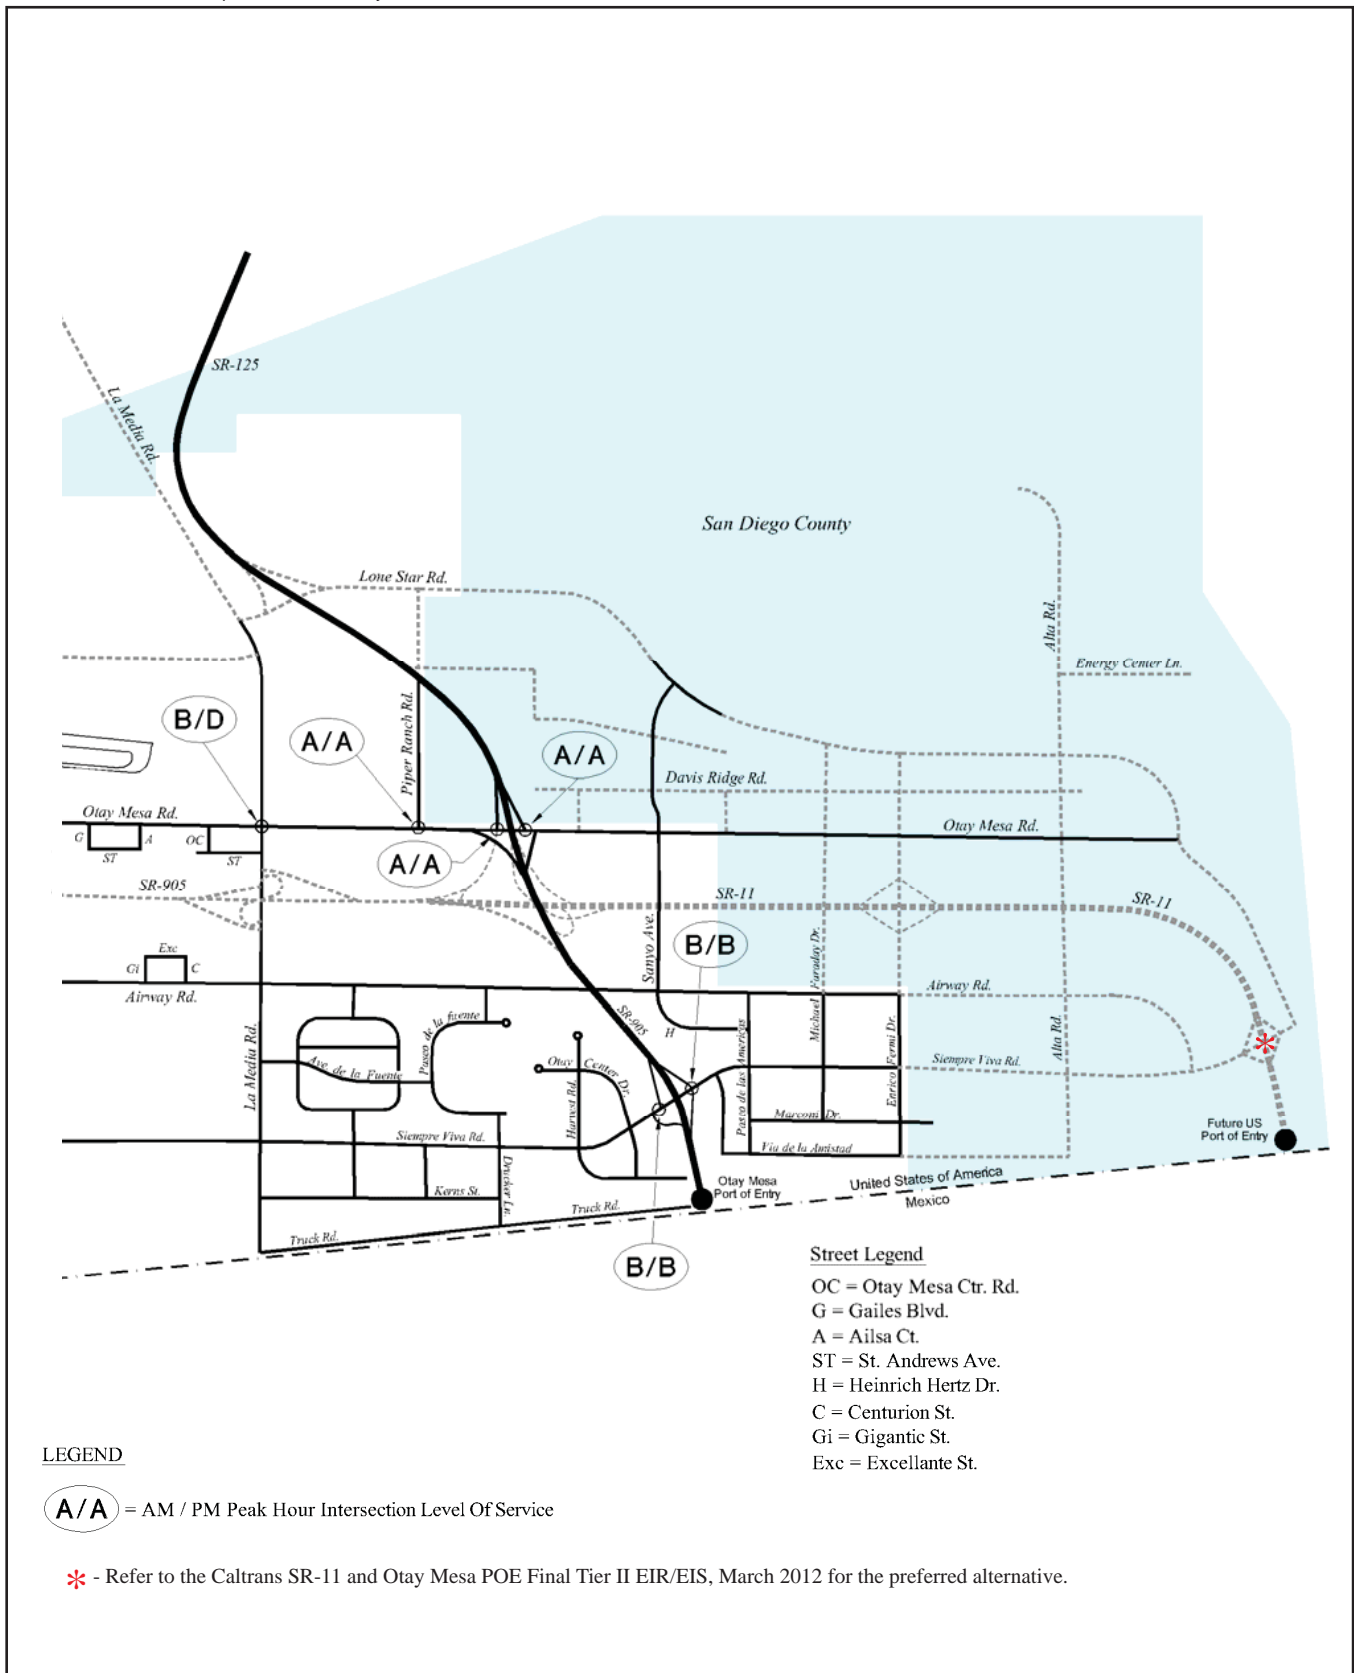 SR-125
La Media Rd.
San Diego County
Lone Star Rd.
Alta Rd.
Energy Center Ln.
B/D
A/A
Piper Ranch Rd.
A/A
Davis Ridge Rd.
Otay Mesa Rd.
Otay Mesa Rd.
G
A
OC
ST
ST
A/A
SR-905
SR-11
SR-11
Sanyo Ave.
B/B
Michael Faraday Dr.
Exc
Gi
C
Airway Rd.
Airway Rd.
SR-905
H
Paseo de la fuente
La Media Rd.
Ave de la Fuente
Otay Center Dr.
Harvest Rd.
Paseo de las Americas
Enrico Fermi Dr.
Alta Rd.
Siempre Viva Rd.
Marconi Dr.
Siempre Viva Rd.
Via de la Amistad
Future US
Port of Entry
Drucker Ln.
Kerns St.
Otay Mesa
Port of Entry
United States of America
Mexico
Truck Rd.
Truck Rd.
B/B
Street Legend
OC = Otay Mesa Ctr. Rd.
G = Gailes Blvd.
A = Ailsa Ct.
ST = St. Andrews Ave.
H = Heinrich Hertz Dr.
C = Centurion St.
Gi = Gigantic St.
Exc = Excellante St.
LEGEND
A/A = AM / PM Peak Hour Intersection Level Of Service
* - Refer to the Caltrans SR-11 and Otay Mesa POE Final Tier II EIR/EIS, March 2012 for the preferred alternative.